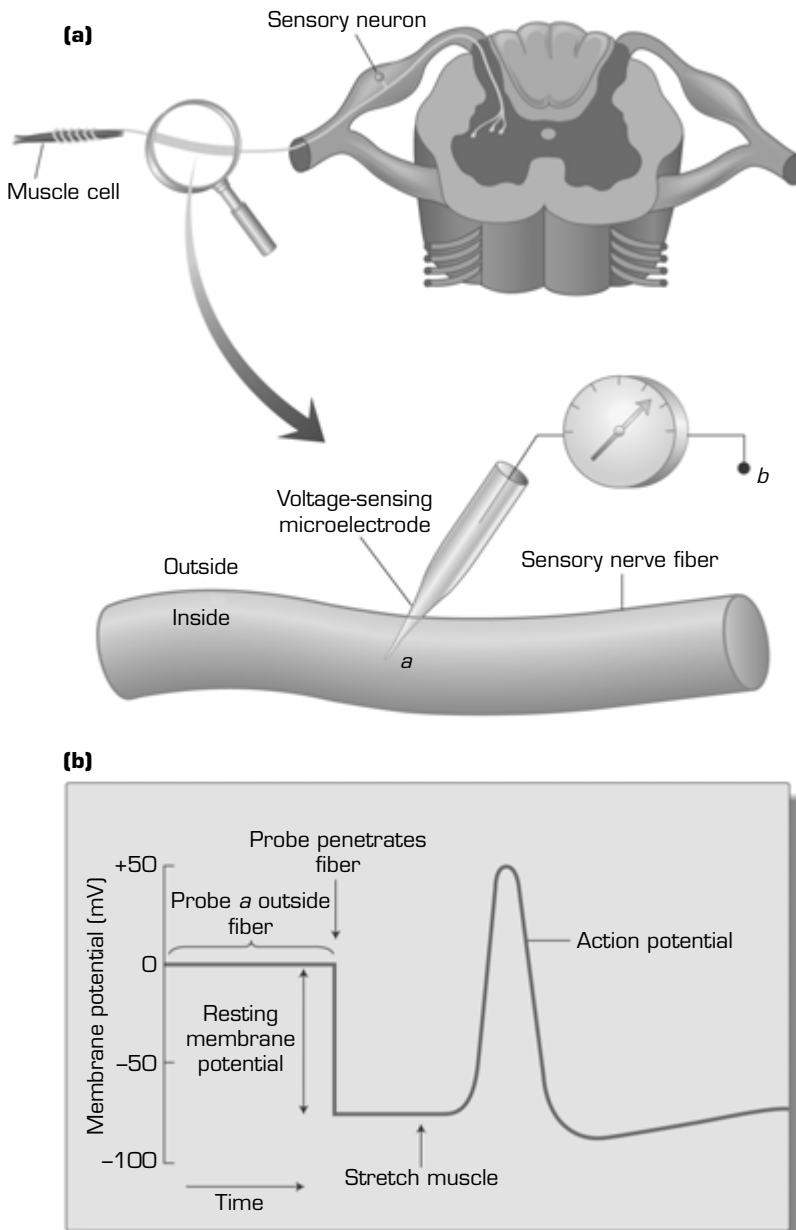 (a)
Sensory neuron
Muscle cell
b
Voltage-sensing
microelectrode
Sensory nerve fiber
Outside
Inside
a
(b)
Membrane potential (mV)
+50
0
−50
−100
Probe penetrates
fiber
Probe a outside
fiber
Action potential
Resting
membrane
potential
Stretch muscle
Time